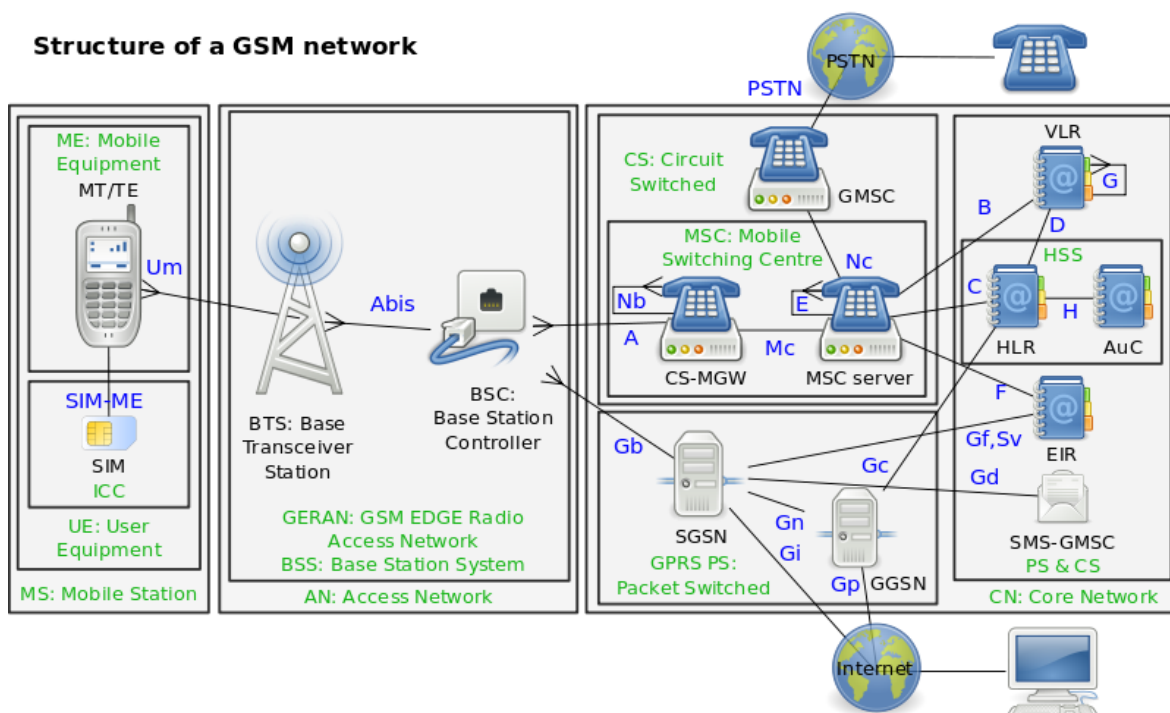 Structure of a GSM network
PSTN
PSTN
ME: Mobile
Equipment
MT/TE
Um
SIM-ME
SIM
ICC
UE: User
Equipment
MS: Mobile Station
Abis
BTS: Base
Transceiver
Station
BSC:
Base Station
Controller
GERAN: GSM EDGE Radio
Access Network
BSS: Base Station System
AN: Access Network
CS: Circuit
Switched
GMSC
MSC: Mobile
Switching Centre
Nc
Nb
E
A
Mc
CS-MGW
MSC server
Gb
SGSN
GPRS PS:
Packet Switched
Gn
Gi
Gp
GGSN
Gc
VLR
G
B
D
HSS
C
H
HLR
AuC
F
Gf,Sv
EIR
Gd
SMS-GMSC
PS & CS
CN: Core Network
Internet